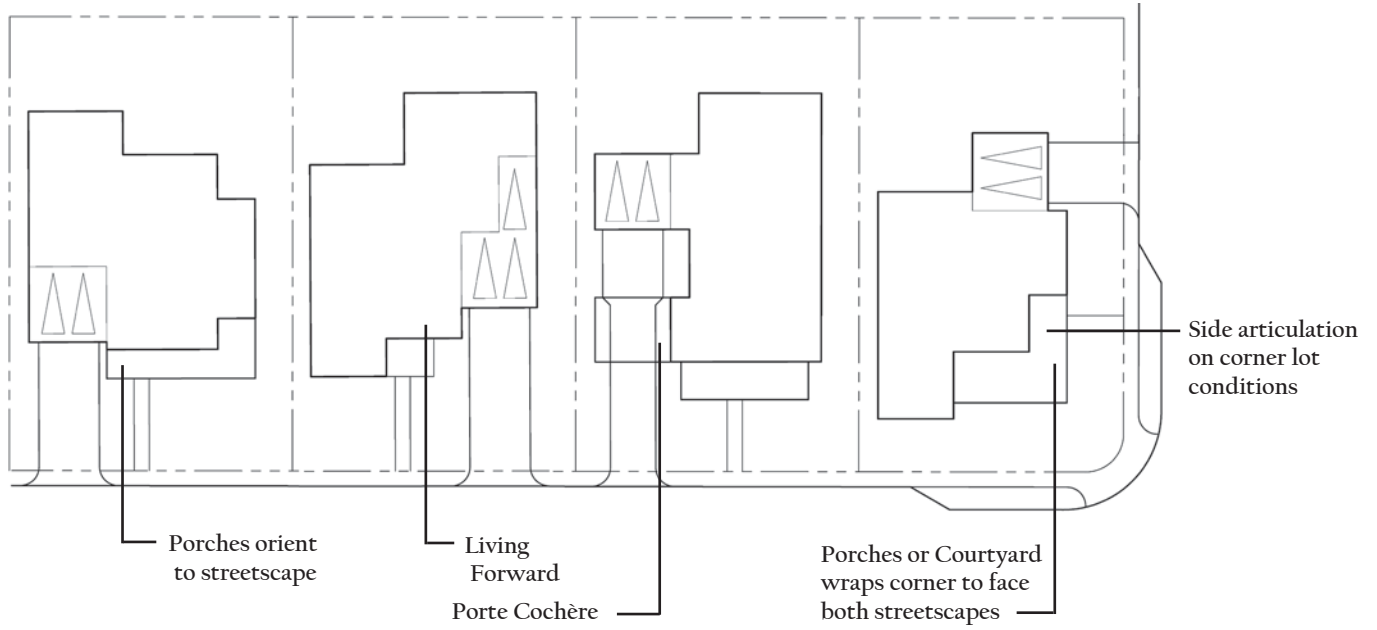 Porches orient
to streetscape
Living
Forward
Porte Cochère
Porches or Courtyard
wraps corner to face
both streetscapes
Side articulation
on corner lot
conditions